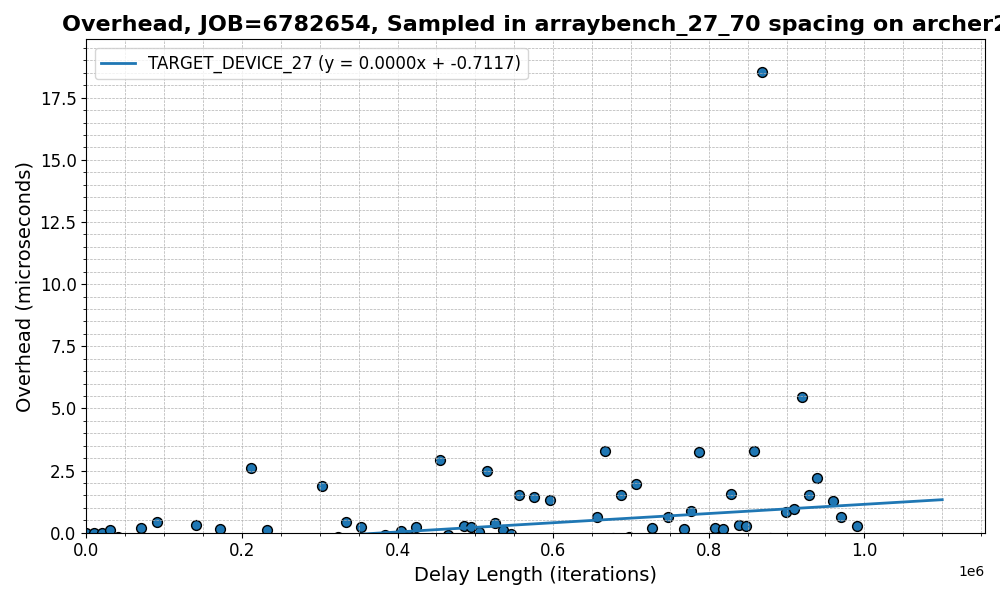 Overhead, JOB=6782654, Sampled in arraybench_27_70 spacing on archer2
TARGET_DEVICE_27 (y = 0.0000x + -0.7117)
Overhead (microseconds)
17.5
15.0
12.5
10.0
7.5
5.0
2.5
0.0
0.0 0.2 0.4 0.6 0.8 1.0
1e6
Delay Length (iterations)